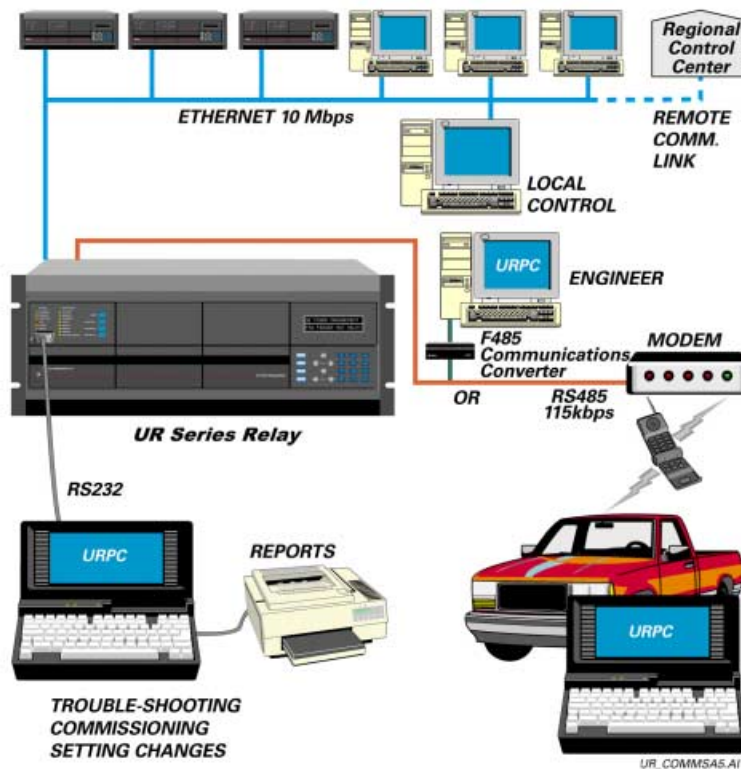 Regional
Control
Center
ETHERNET 10 Mbps
REMOTE
COMM.
LINK
LOCAL
CONTROL
URPC
ENGINEER
F485
Communications
Converter
MODEM
OR
RS485
115kbps
UR Series Relay
RS232
URPC
REPORTS
URPC
TROUBLE-SHOOTING
COMMISSIONING
SETTING CHANGES
UR_COMMSA5.AI